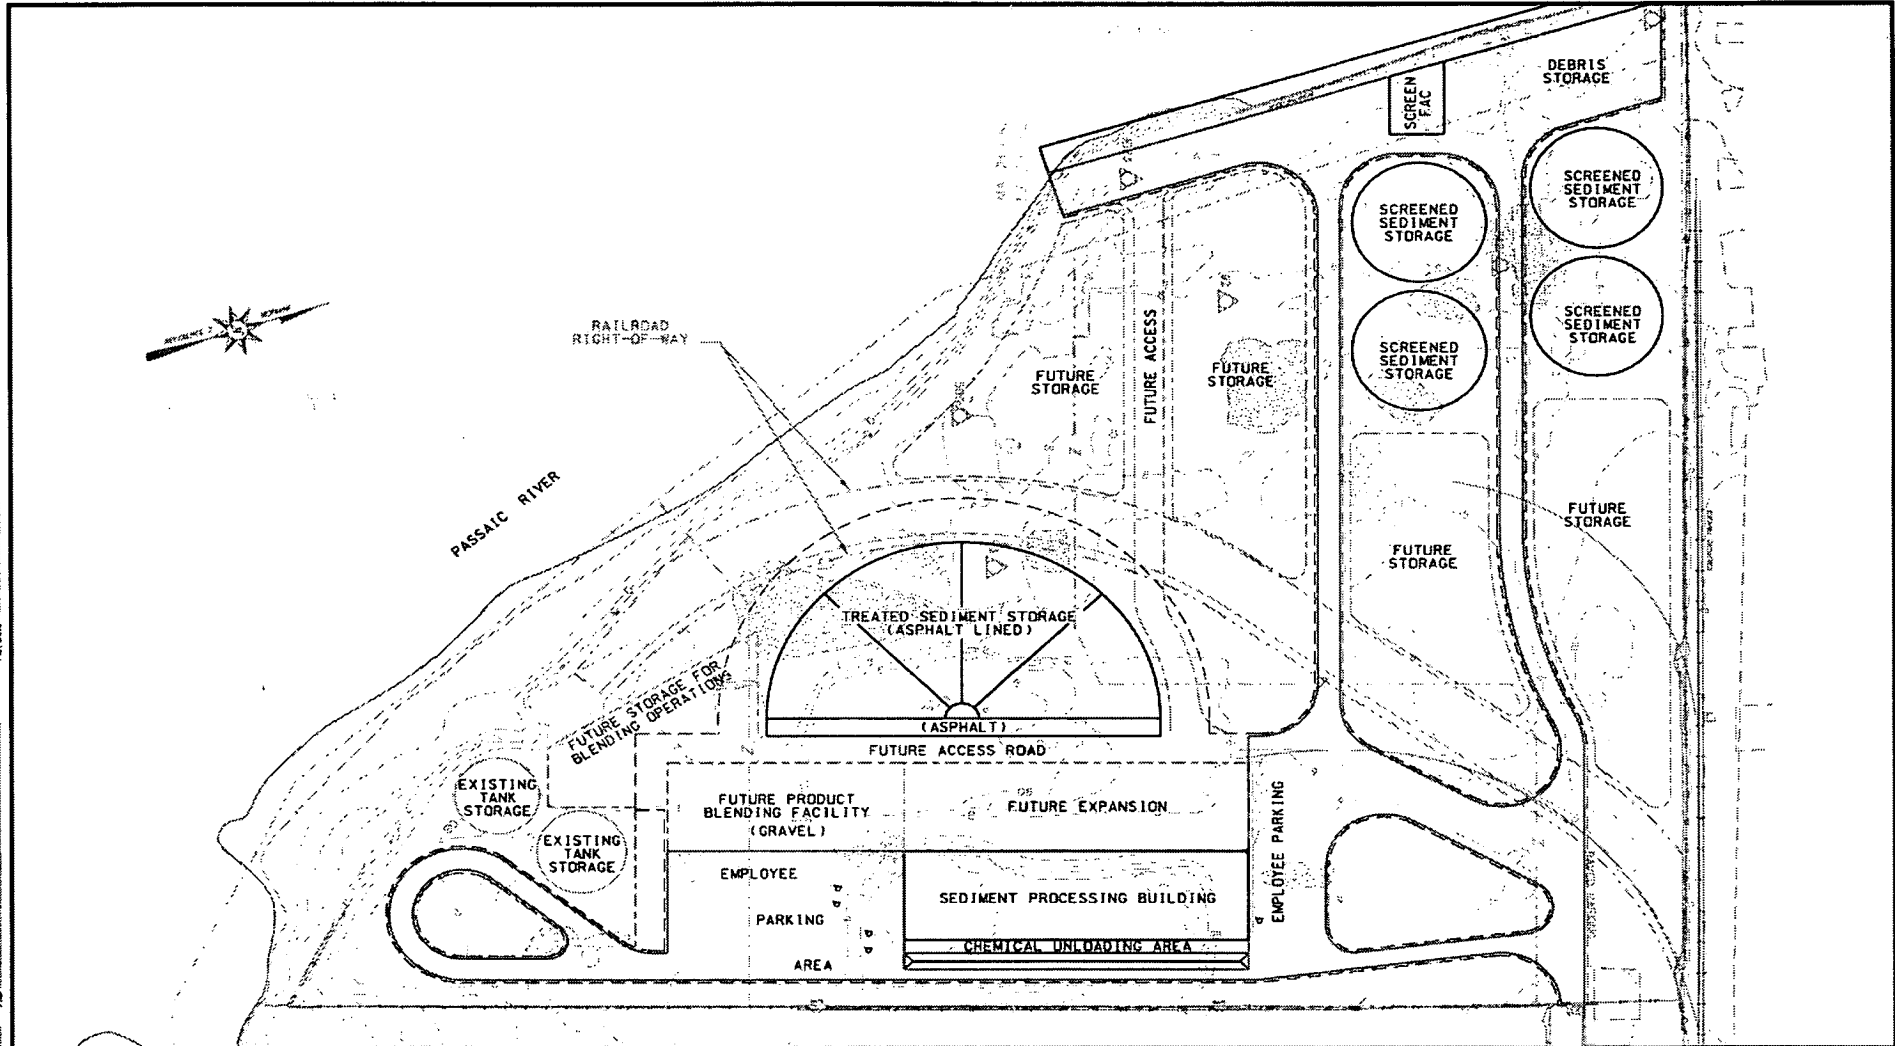 DEBRIS
STORAGE
SCREEN
FAC
SCREENED
SEDIMENT
STORAGE
SCREENED
SEDIMENT
STORAGE
SCREENED
SEDIMENT
STORAGE
SCREENED
SEDIMENT
STORAGE
RAILROAD
RIGHT-OF-WAY
FUTURE
STORAGE
FUTURE ACCESS
FUTURE
STORAGE
PASSAIC RIVER
FUTURE
STORAGE
FUTURE
STORAGE
TREATED SEDIMENT STORAGE
(ASPHALT LINED)
(ASPHALT)
FUTURE STORAGE FOR
BLENDING OPERATIONS
FUTURE ACCESS ROAD
EXISTING
TANK
STORAGE
EXISTING
TANK
STORAGE
FUTURE PRODUCT
BLENDING FACILITY
(GRAVEL)
FUTURE EXPANSION
EMPLOYEE PARKING
EMPLOYEE
PARKING
AREA
SEDIMENT PROCESSING BUILDING
CHEMICAL UNLOADING AREA